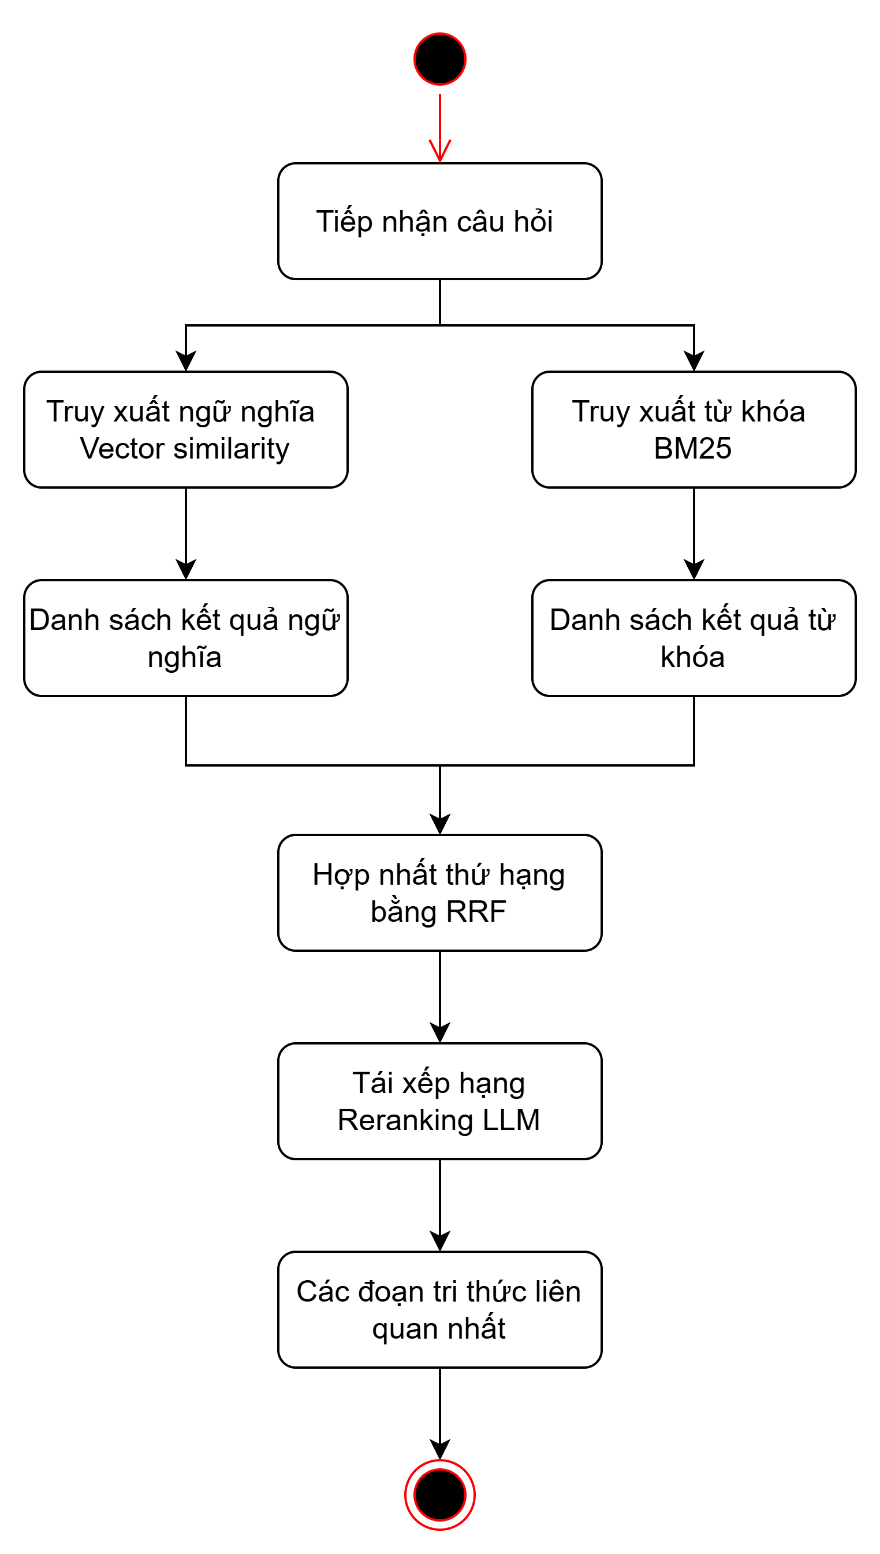 Tiếp nhận câu hỏi
Truy xuất ngữ nghĩa
Vector similarity
Truy xuất từ khóa
BM25
Danh sách kết quả ngữ
nghĩa
Danh sách kết quả từ
khóa
Hợp nhất thứ hạng
bằng RRF
Tái xếp hạng
Reranking LLM
Các đoạn tri thức liên
quan nhất